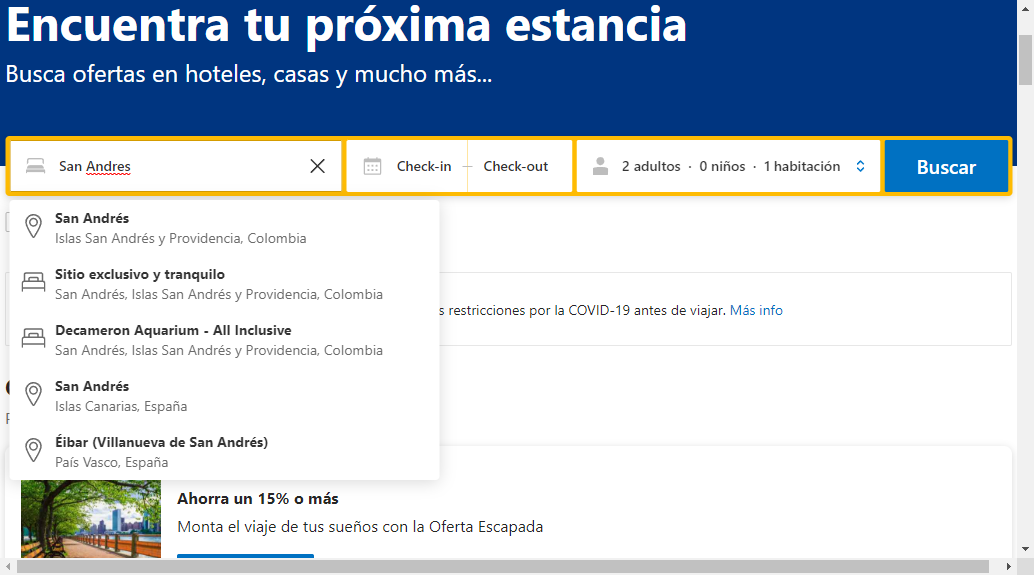 Encuentra tu próxima estancia
Busca ofertas en hoteles, casas y mucho más...
San Andres
Check-in — Check-out
2 adultos · 0 niños · 1 habitación
Buscar
San Andrés
Islas San Andrés y Providencia, Colombia
Sitio exclusivo y tranquilo
San Andrés, Islas San Andrés y Providencia, Colombia
Decameron Aquarium - All Inclusive
San Andrés, Islas San Andrés y Providencia, Colombia
San Andrés
Islas Canarias, España
Éibar (Villanueva de San Andrés)
País Vasco, España
restricciones por la COVID-19 antes de viajar. Más info
Ahorra un 15% o más
Monta el viaje de tus sueños con la Oferta Escapada